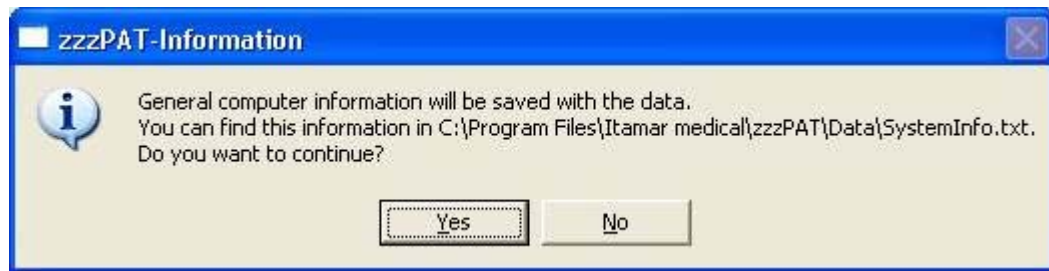 zzzPAT-Information
General computer information will be saved with the data.
You can find this information in C:\Program Files\Itamar medical\zzzPAT\Data\SystemInfo.txt.
Do you want to continue?
Yes
No